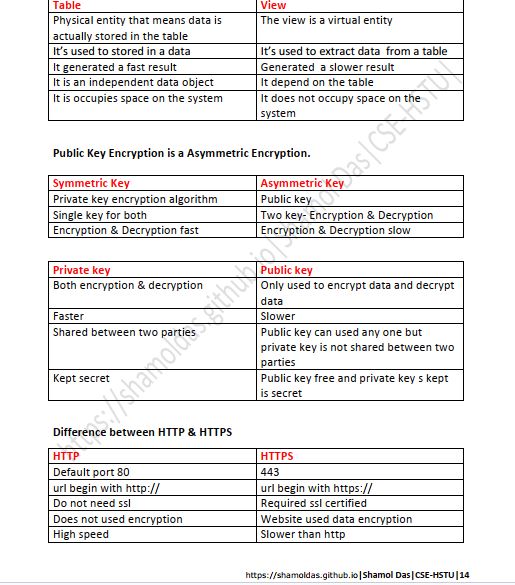 Table View
Physical entity that means data is The view is a virtual entity
actually stored in the table
It's used to stored in a data It's used to extract data from a table
It generated a fast result Generated a slower result
It is an independent data object It depend on the table
It is occupies space on the system It does not occupy space on the
system
Public Key Encryption is a Asymmetric Encryption.
Symmetric Key Asymmetric Key
Private key encryption algorithm Public key
Single key for both Two key- Encryption & Decryption
Encryption & Decryption fast Encryption & Decryption slow
Private key Public key
Both encryption & decryption Only used to encrypt data and decrypt
data
Faster Slower
Shared between two parties Public key can used any one but
private key is not shared between two
parties
Kept secret Public key free and private key s kept
is secret
Difference between HTTP & HTTPS
HTTP HTTPS
Default port 80 443
url begin with http:// url begin with https://
Do not need ssl Required ssl certified
Does not used encryption Website used data encryption
High speed Slower than http
https://shamoldas.github.io|Shamol Das|CSE-HSTU|
https://shamoldas.github.io|Shamol Das|CSE-HSTU|14